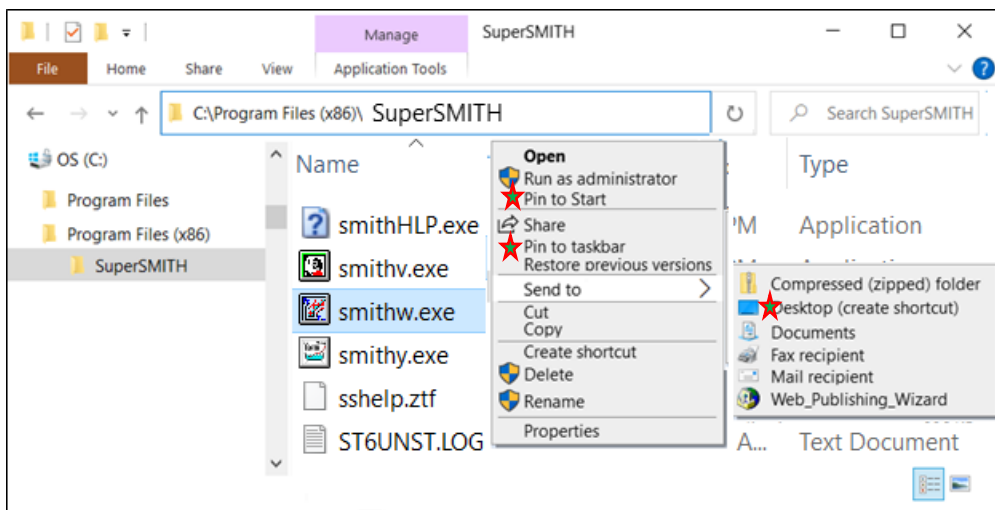 Manage
SuperSMITH
File
Home
Share
View
Application Tools
?
C:\Program Files (x86)\ SuperSMITH
Search SuperSMITH
OS (C:)
Program Files
Program Files (x86)
SuperSMITH
Name
Type
smithHLP.exe
PM
Application
smithv.exe
smithw.exe
smithy.exe
sshelp.ztf
ST6UNST.LOG
A...
Text Document
Open
Run as administrator
Pin to Start
Share
Pin to taskbar
Restore previous versions
Send to
Cut
Copy
Create shortcut
Delete
Rename
Properties
Compressed (zipped) folder
Desktop (create shortcut)
Documents
Fax recipient
Mail recipient
Web_Publishing_Wizard